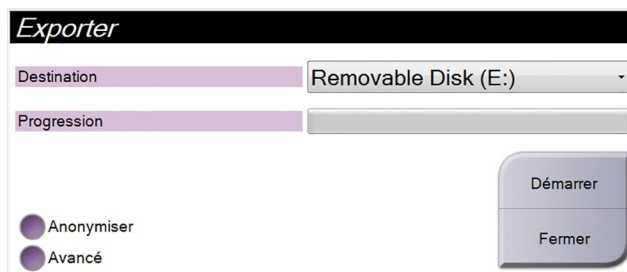 Exporter
Destination
Removable Disk (E:)
Progression
Démarrer
Anonymiser
Fermer
Avancé